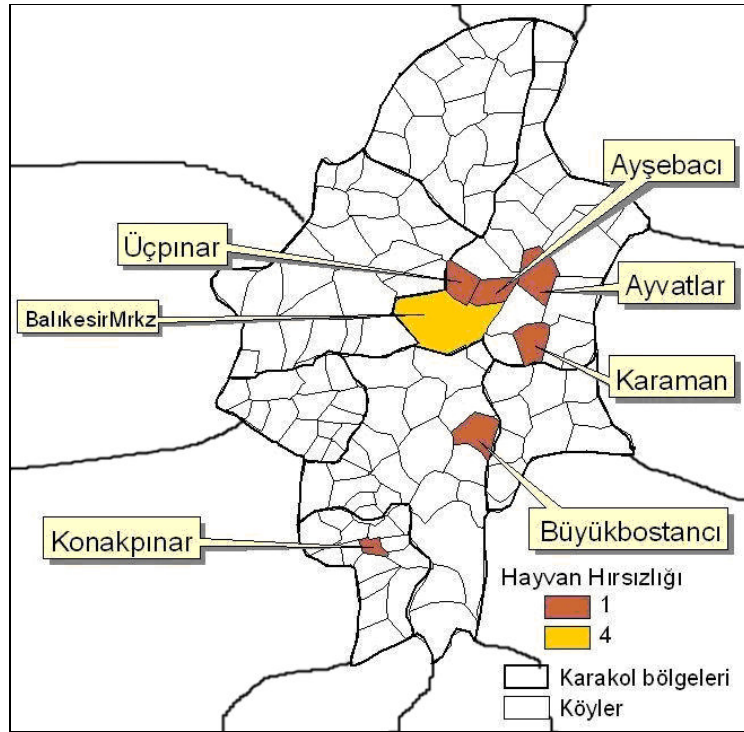 Ayşebacı
Üçpınar
Ayvatlar
BalıkesirMrkz
Karaman
Büyükbostancı
Konakpınar
Hayvan Hırsızlığı
1
4
Karakol bölgeleri
Köyler